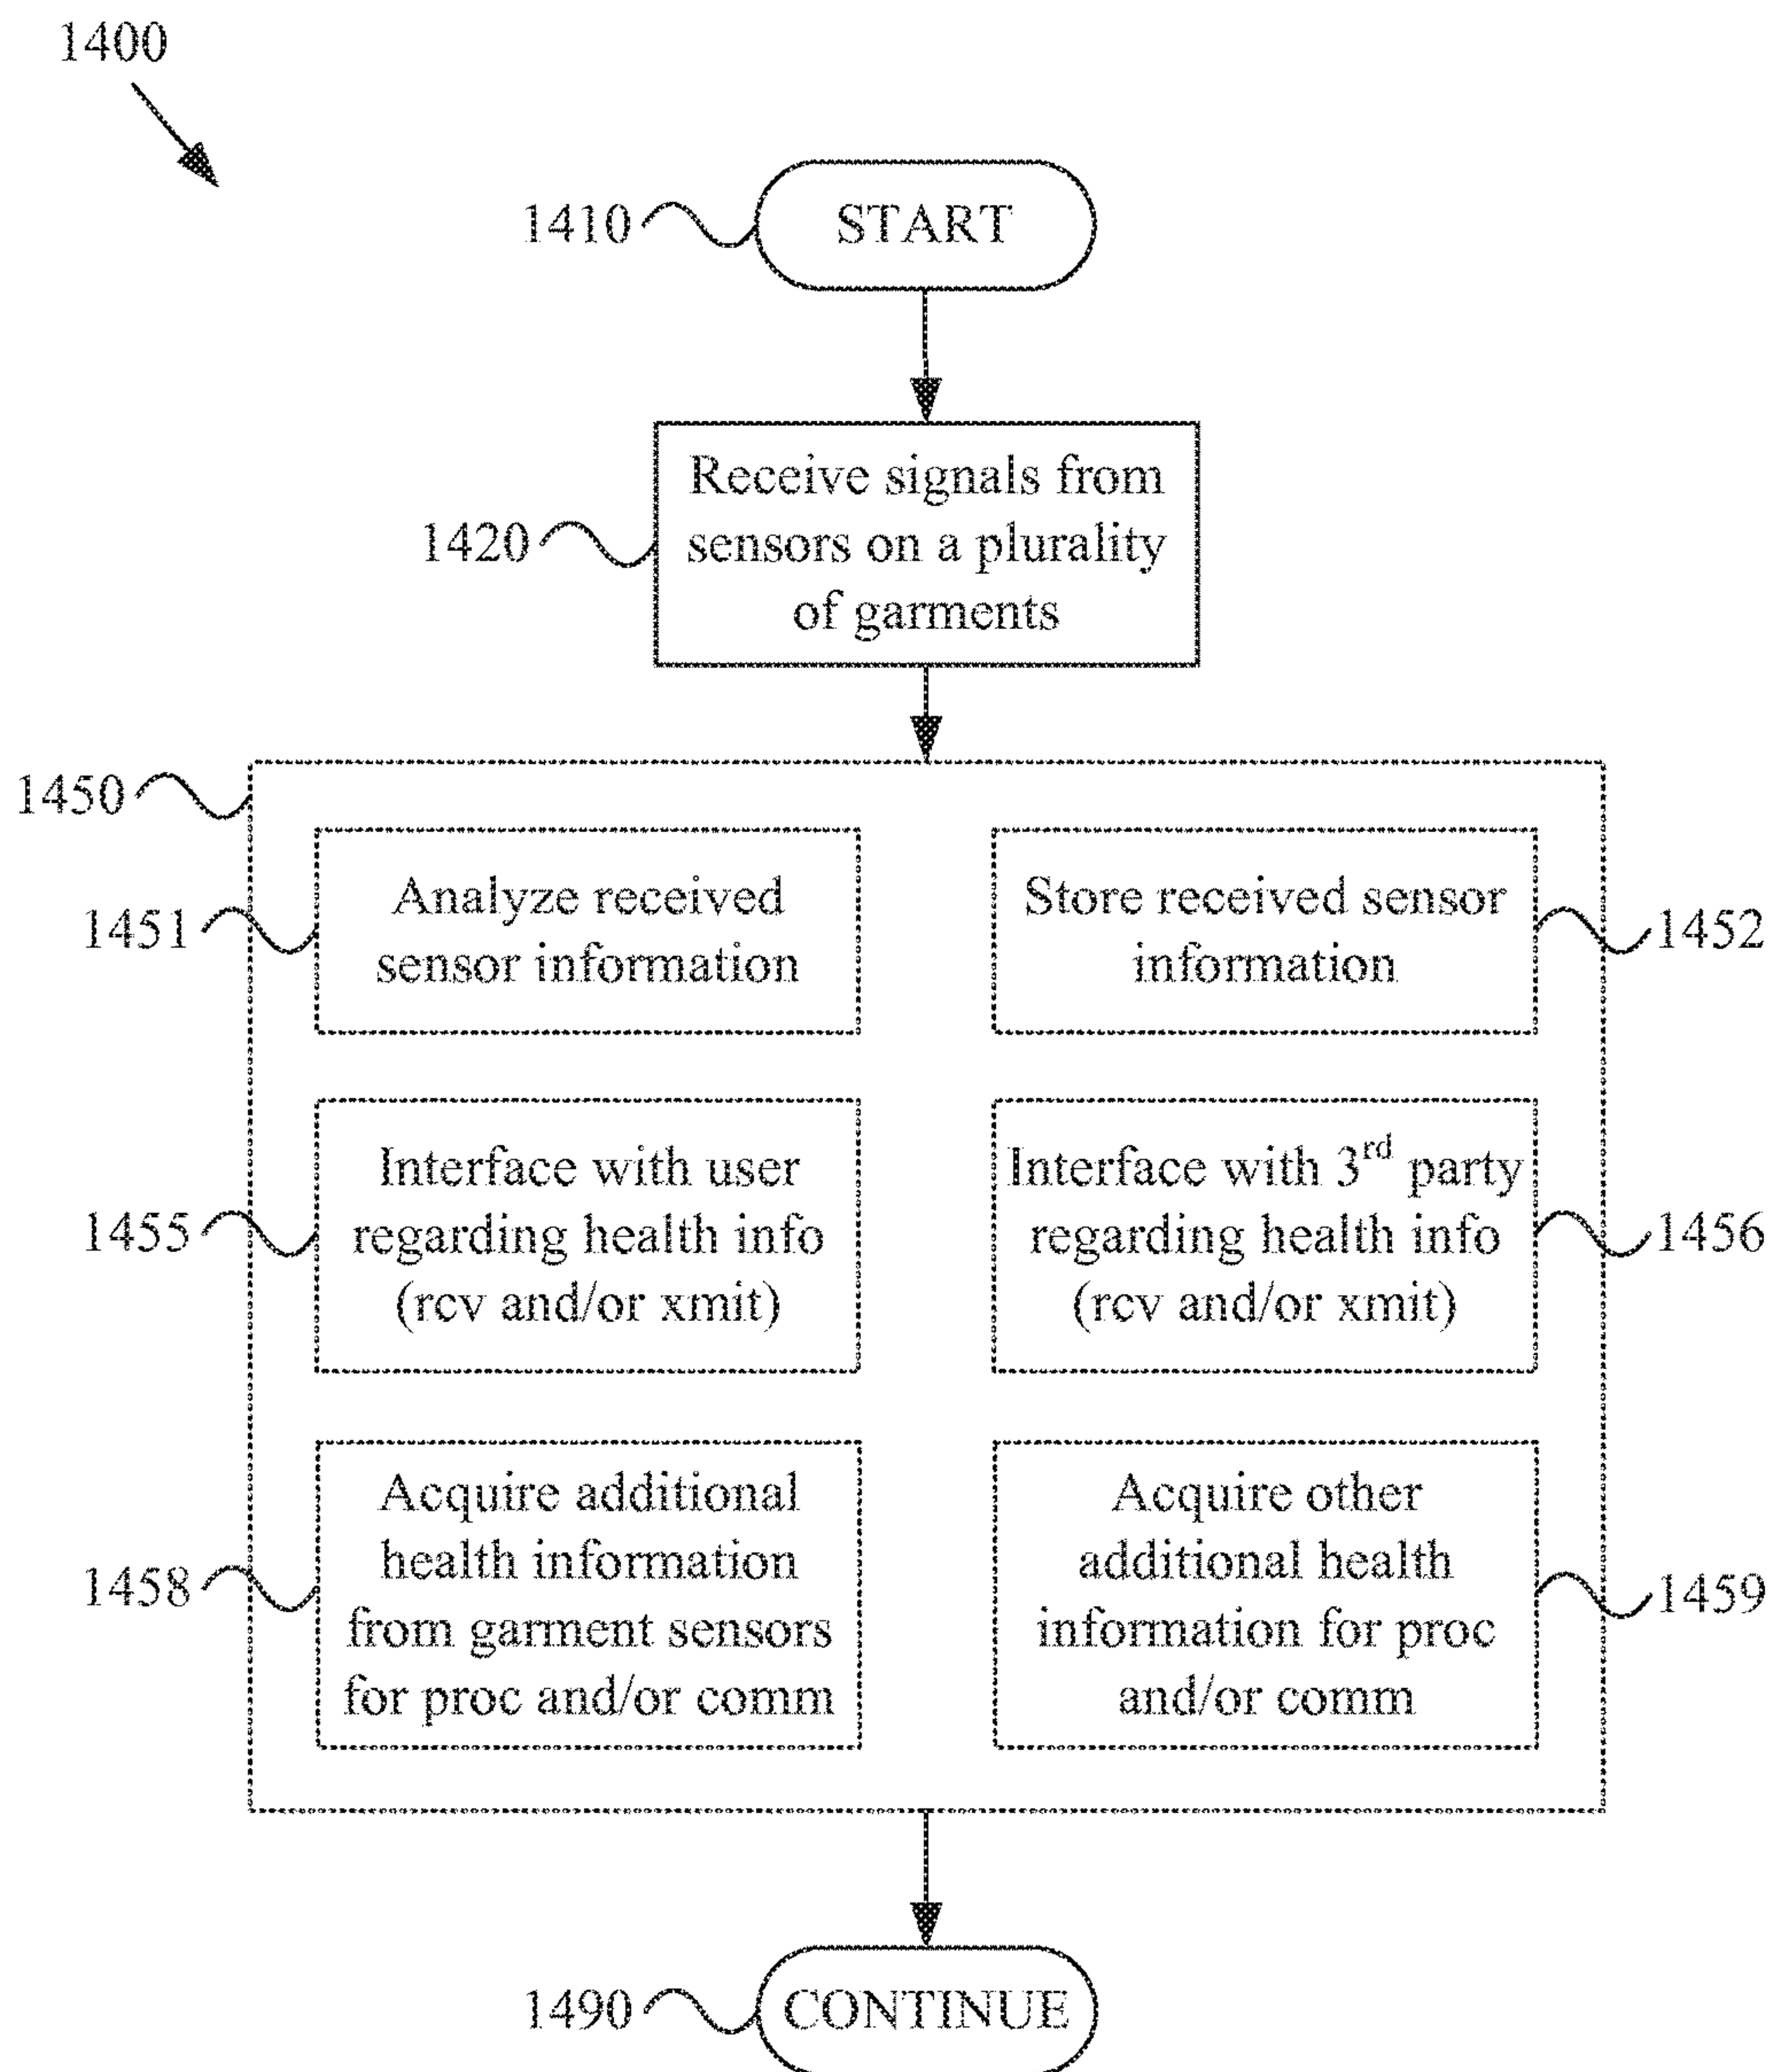 1400
1410
START
1420
Receive signals from
sensors on a plurality
of garments
1450
1451
Analyze received
sensor information
Store received sensor
information
1452
1455
Interface with user
regarding health info
(rcv and/or xmit)
Interface with 3rd party
regarding health info
(rcv and/or xmit)
1456
1458
Acquire additional
health information
from garment sensors
for proc and/or comm
Acquire other
additional health
information for proc
and/or comm
1459
1490
CONTINUE